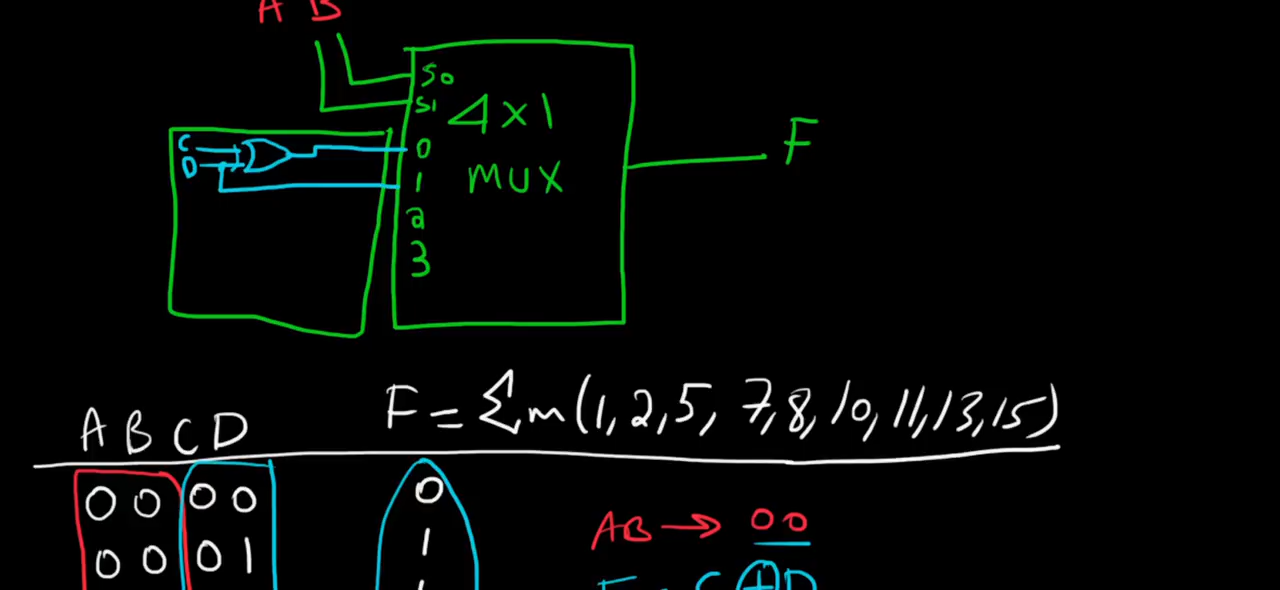 A B
S0
S1
4x1
MUX
C
D
0
1
2
3
F
F = Σm(1,2,5,7,8,10,11,13,15)
A B C D
0 0 0 0 0
0 0 0 1 1
AB → 00
F = C⊕D